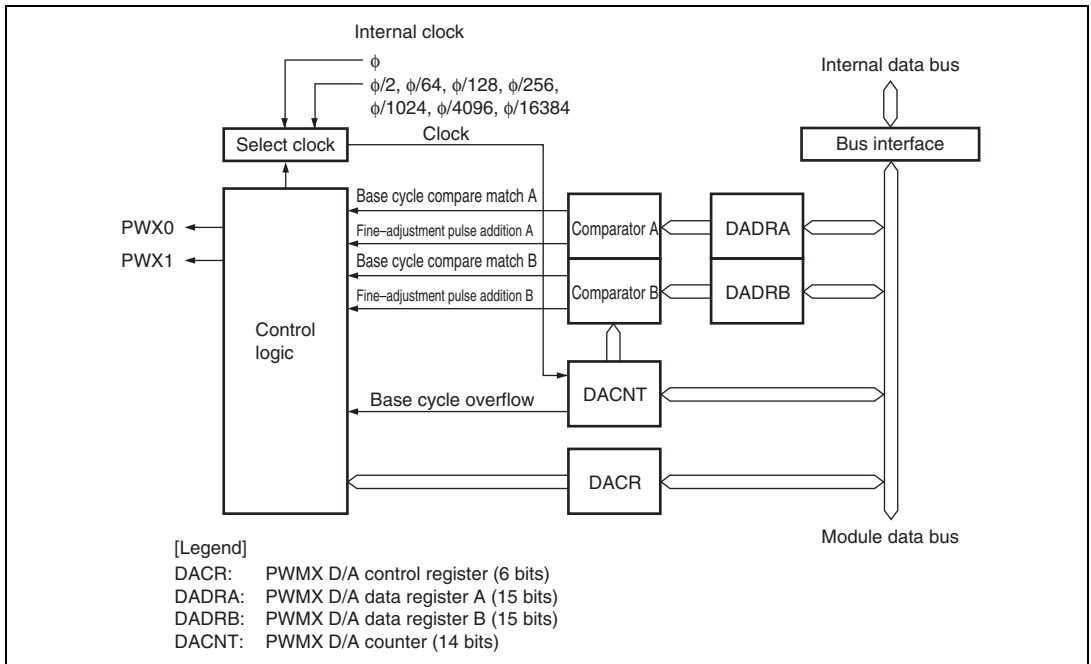 Internal clock
ϕ
ϕ/2, ϕ/64, ϕ/128, ϕ/256,
ϕ/1024, ϕ/4096, ϕ/16384
Internal data bus
Select clock
Clock
Bus interface
Base cycle compare match A
Fine–adjustment pulse addition A
Base cycle compare match B
Fine–adjustment pulse addition B
PWX0
PWX1
Comparator A
DADRA
Comparator B
DADRB
Control
logic
DACNT
Base cycle overflow
DACR
Module data bus
[Legend]
DACR: PWMX D/A control register (6 bits)
DADRA: PWMX D/A data register A (15 bits)
DADRB: PWMX D/A data register B (15 bits)
DACNT: PWMX D/A counter (14 bits)